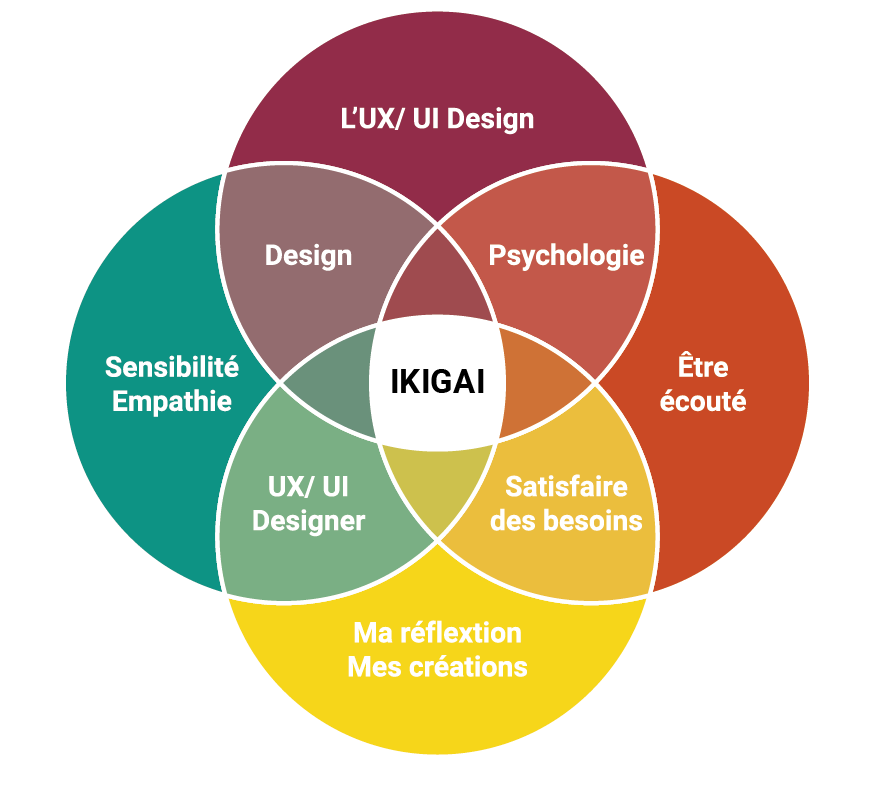 L’UX/ UI Design
Design
Psychologie
Sensibilité
Empathie
IKIGAI
Être
écouté
UX/ UI
Designer
Satisfaire
des besoins
Ma réflextion
Mes créations